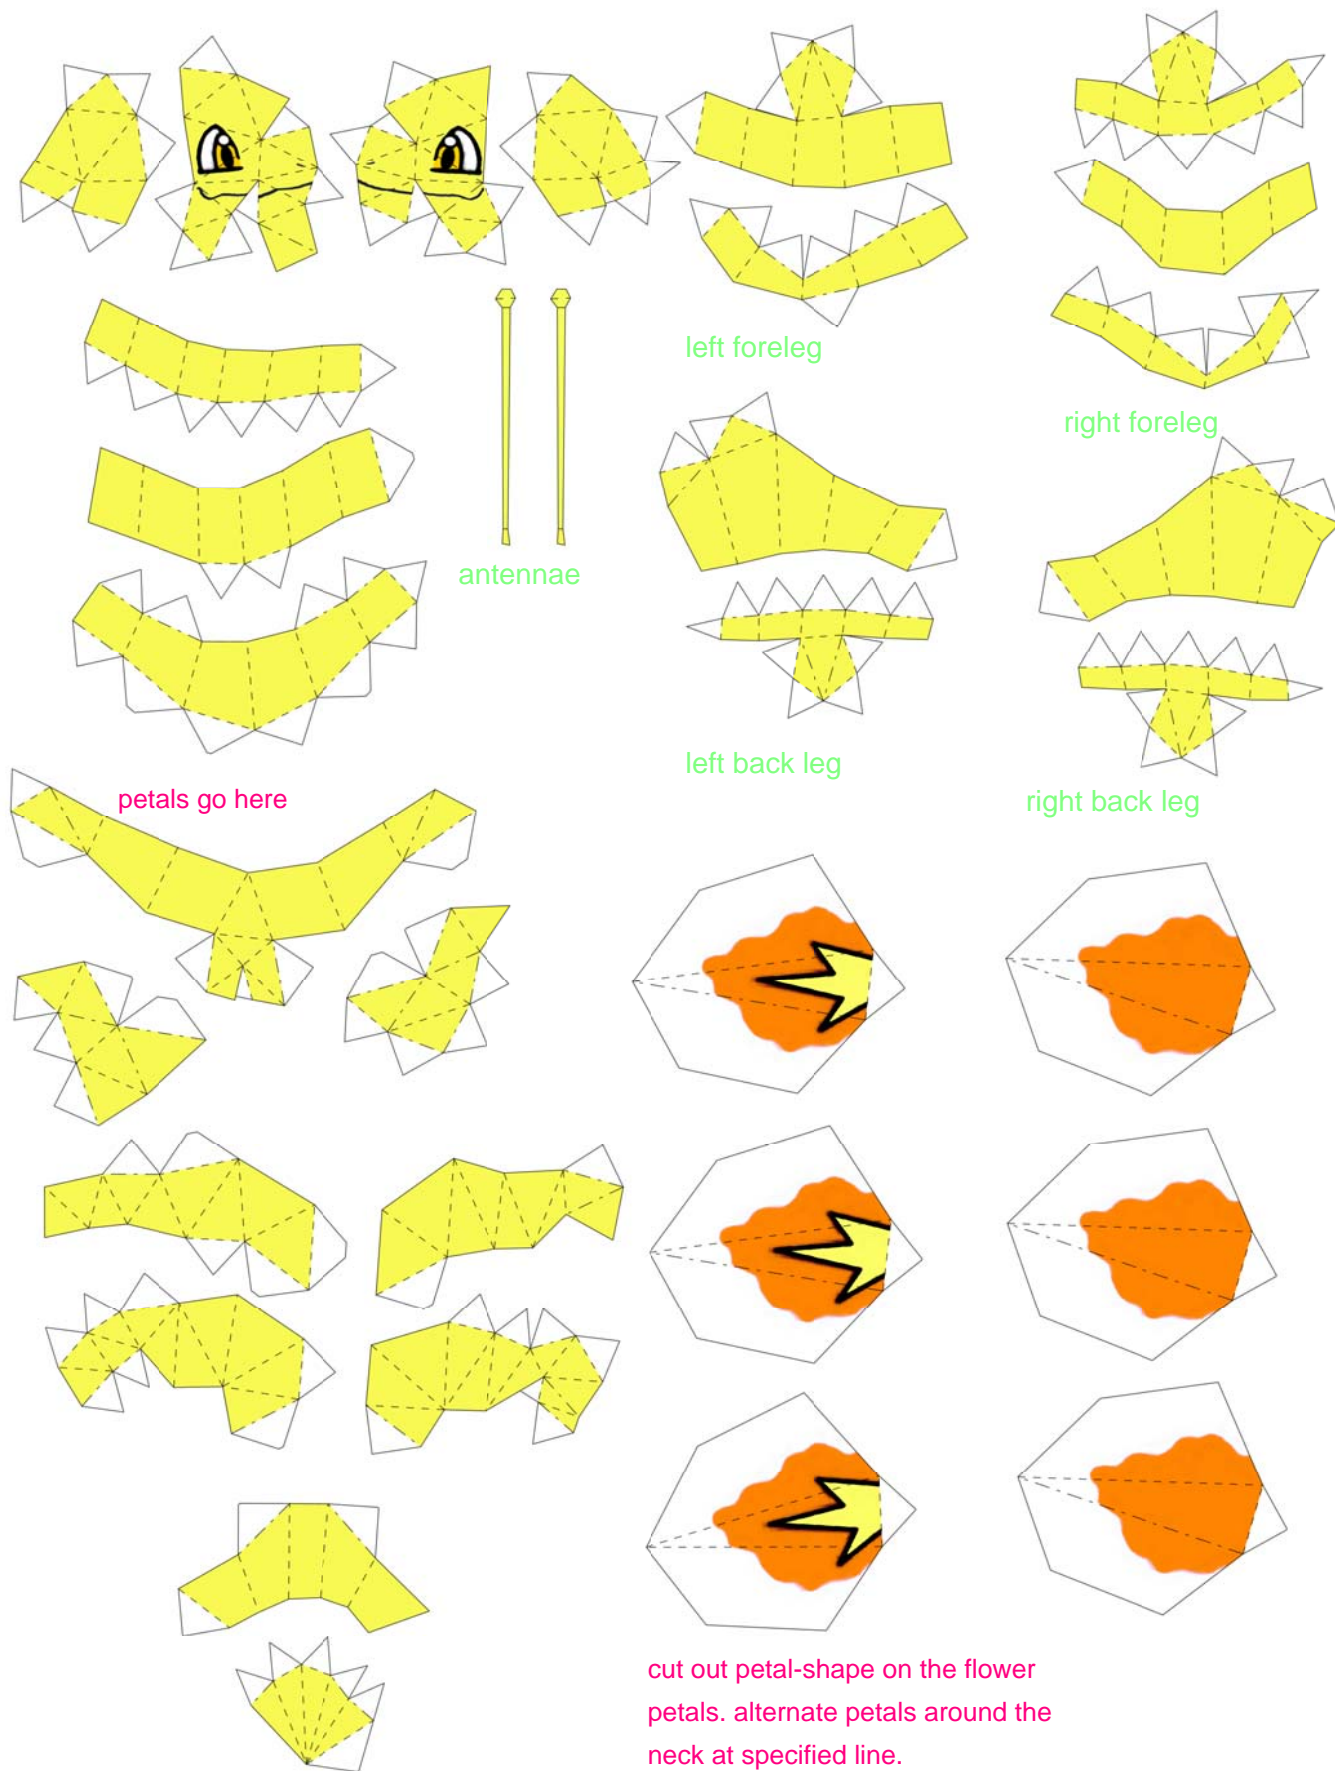 left foreleg
right foreleg
antennae
left back leg
right back leg
petals go here
cut out petal-shape on the flower
petals. alternate petals around the
neck at specified line.